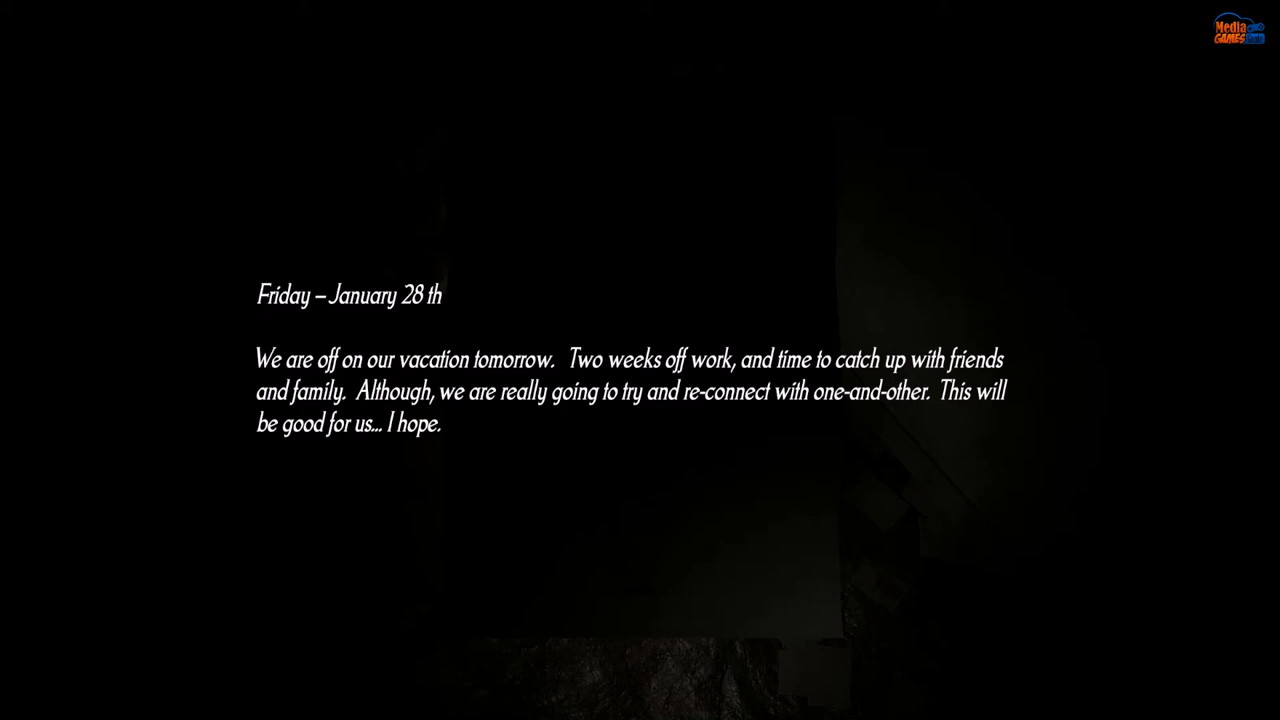 Media
GAMES
Friday – January 28 th
We are off on our vacation tomorrow.  Two weeks off work, and time to catch up with friends
and family.  Although, we are really going to try and re-connect with one-and-other.  This will
be good for us... I hope.